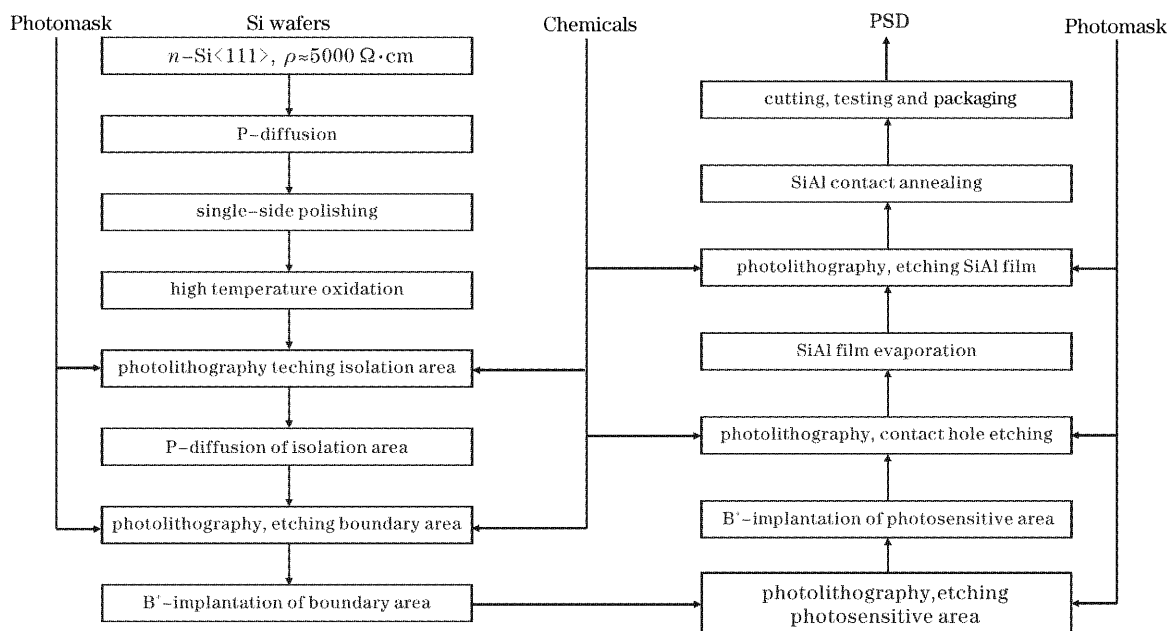 Photomask
Si wafers
Chemicals
PSD
Photomask
n-Si<111>, ρ≈5000 Ω·cm
P-diffusion
single-side polishing
high temperature oxidation
photolithography teching isolation area
P-diffusion of isolation area
photolithography, etching boundary area
B⁺-implantation of boundary area
cutting, testing and packaging
SiAl contact annealing
photolithography, etching SiAl film
SiAl film evaporation
photolithography, contact hole etching
B⁺-implantation of photosensitive area
photolithography,etching
photosensitive area